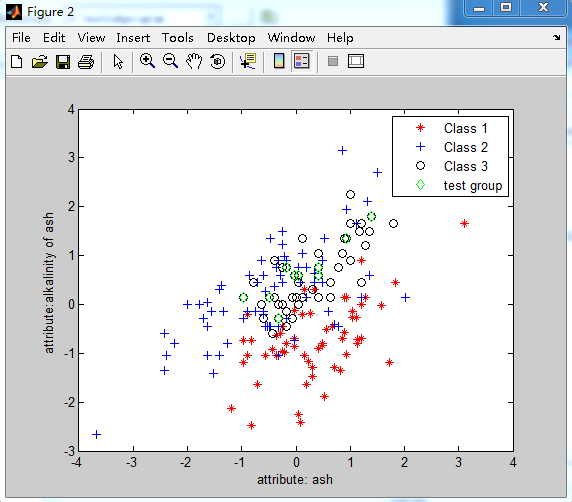 Figure 2
File Edit View Insert Tools Desktop Window Help
4
3
2
1
0
-1
-2
-3
-4 -3 -2 -1 0 1 2 3 4
attribute: ash
attribute:alkalinity of ash
Class 1
Class 2
Class 3
test group